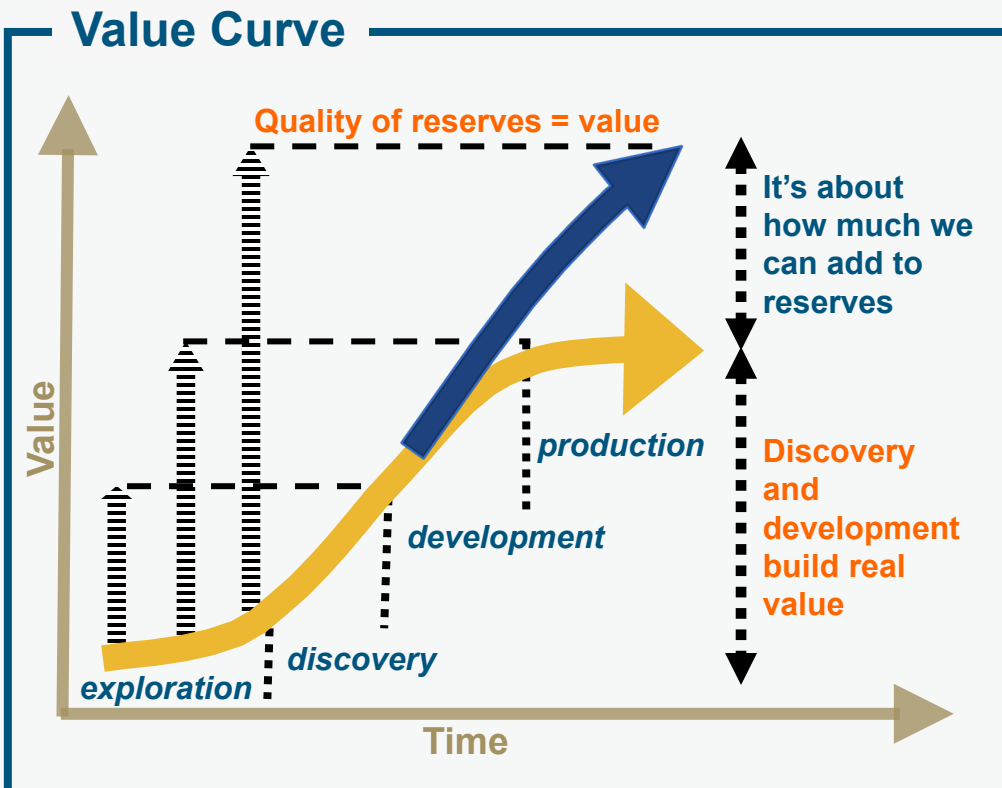 Value Curve
Quality of reserves = value
It's about
how much we
can add to
reserves
Value
production
Discovery
and
development
build real
value
development
discovery
exploration
Time